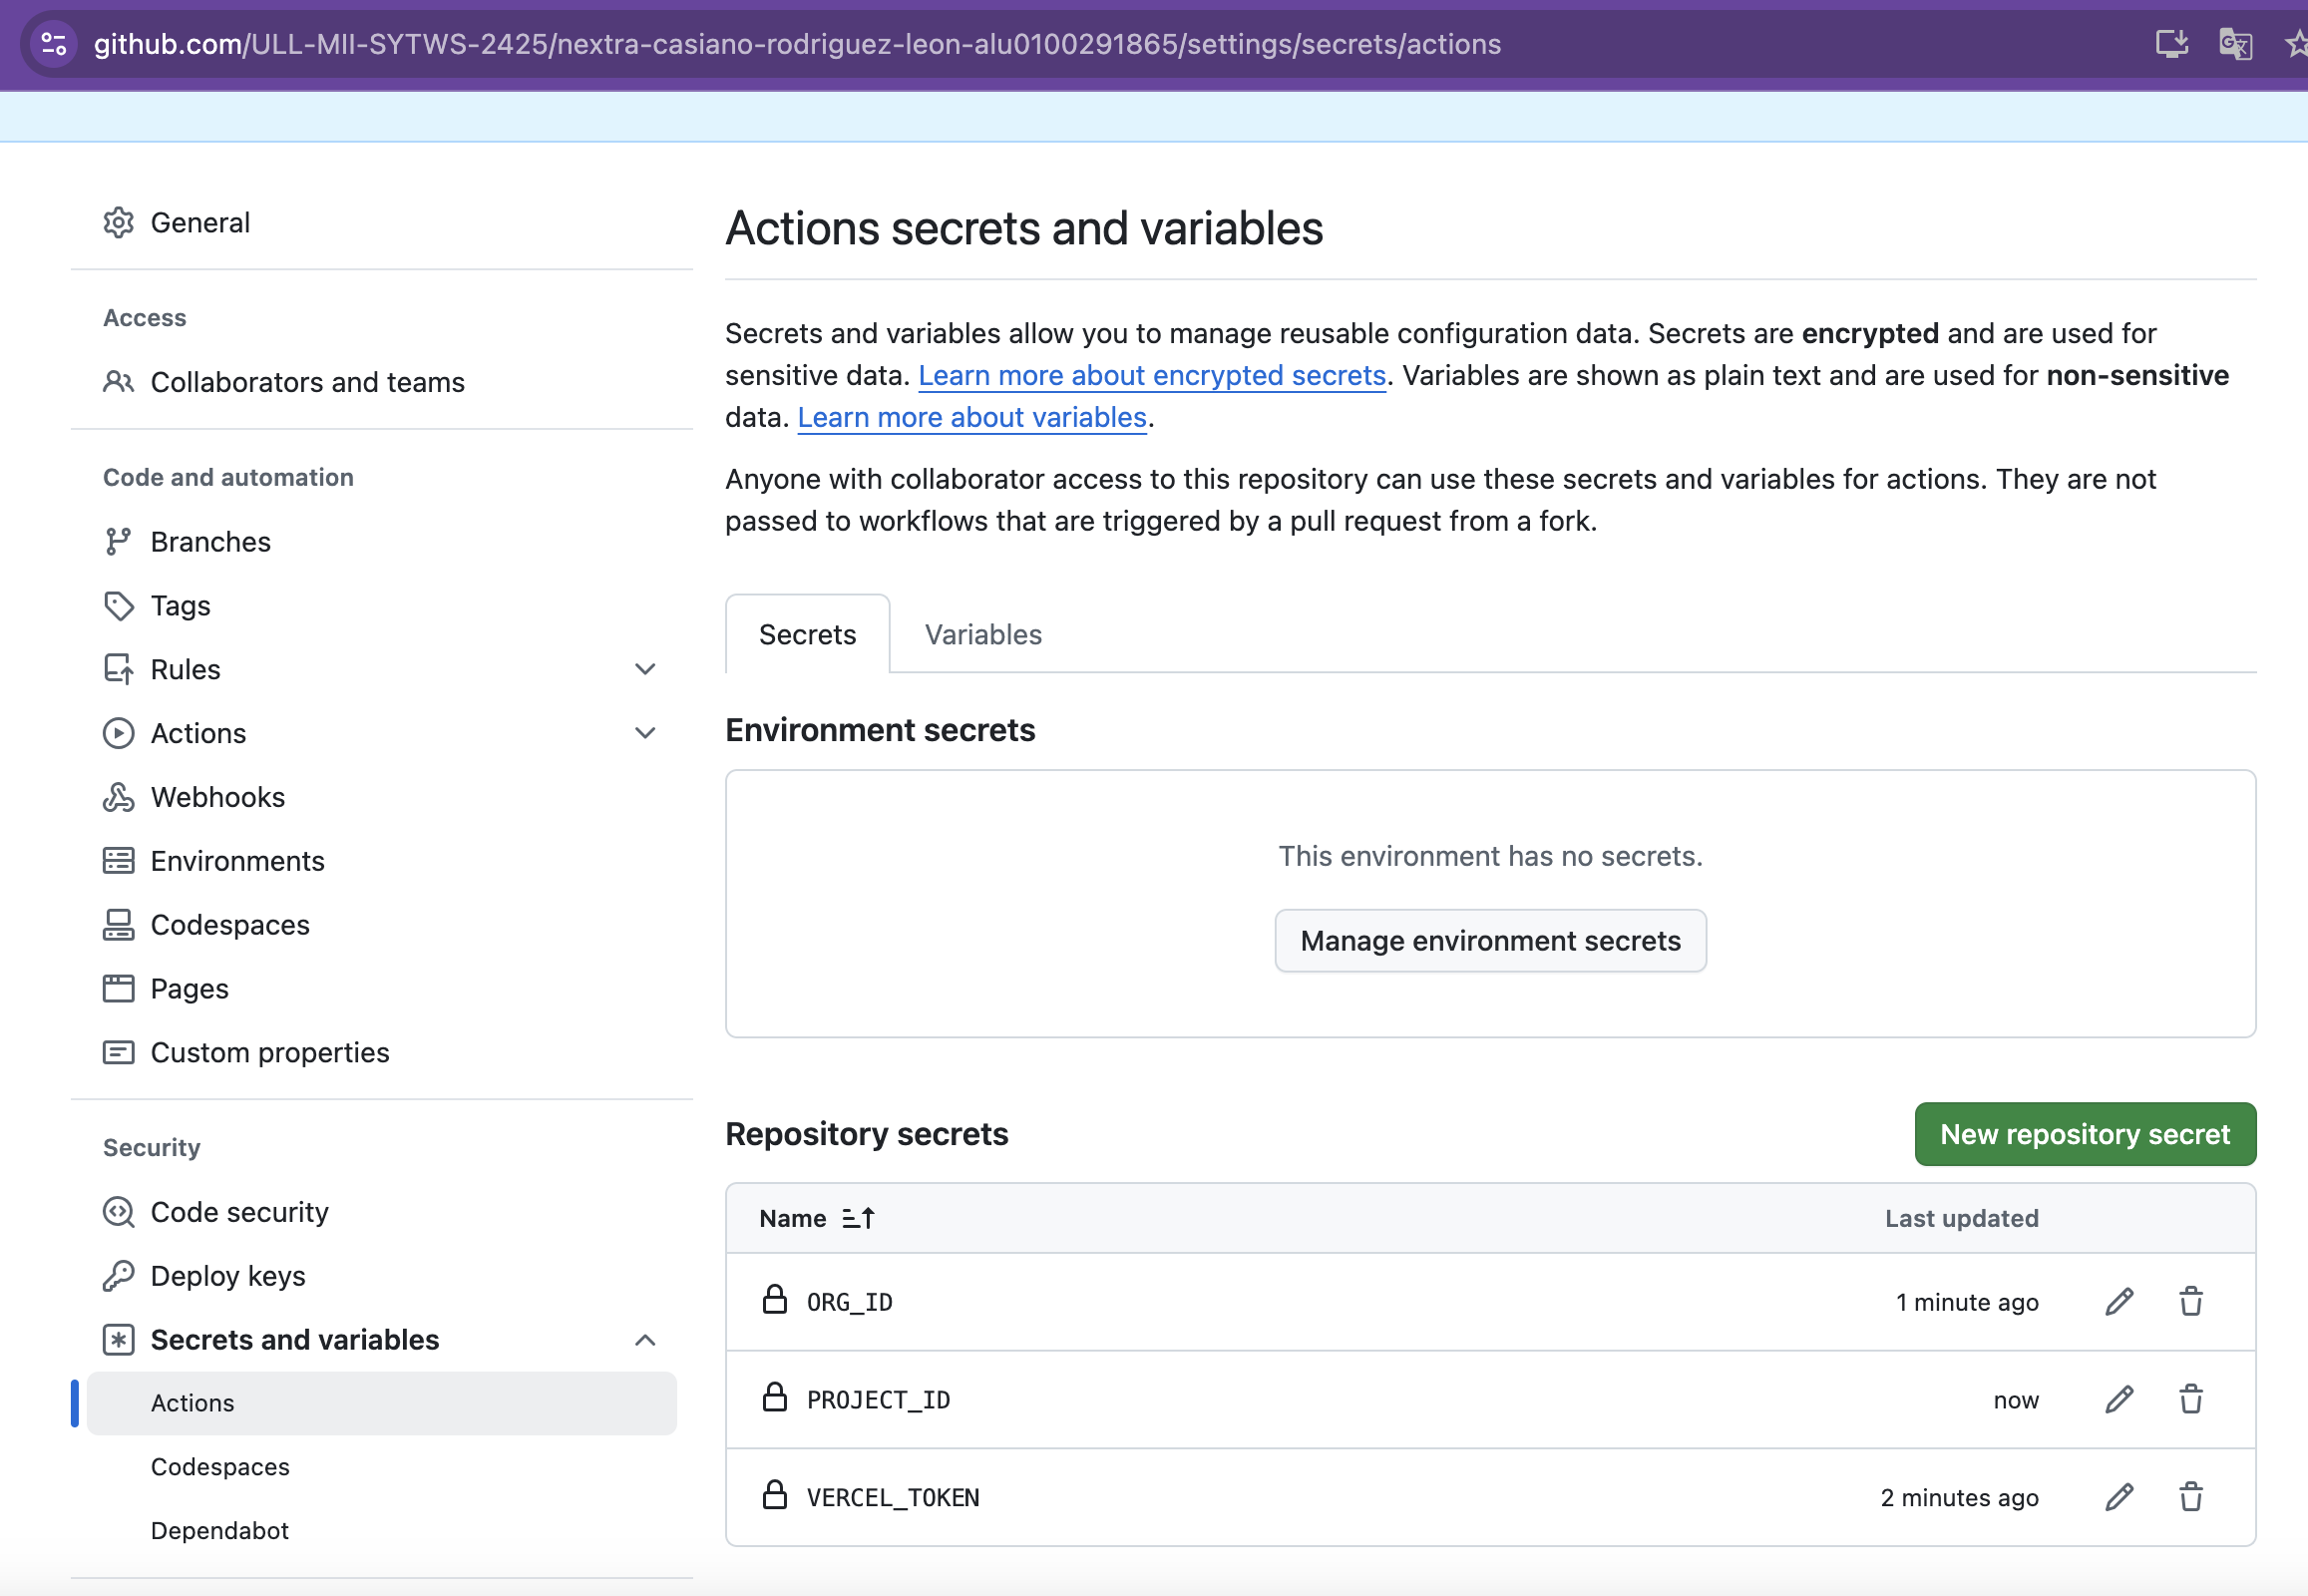 github.com/ULL-MII-SYTWS-2425/nextra-casiano-rodriguez-leon-alu0100291865/settings/secrets/actions
General
Access
Collaborators and teams
Code and automation
Branches
Tags
Rules
Actions
Webhooks
Environments
Codespaces
Pages
Custom properties
Security
Code security
Deploy keys
Secrets and variables
Actions
Codespaces
Dependabot
Actions secrets and variables
Secrets and variables allow you to manage reusable configuration data. Secrets are encrypted and are used for
sensitive data. Learn more about encrypted secrets. Variables are shown as plain text and are used for non-sensitive
data. Learn more about variables.
Anyone with collaborator access to this repository can use these secrets and variables for actions. They are not
passed to workflows that are triggered by a pull request from a fork.
Secrets Variables
Environment secrets
This environment has no secrets.
Manage environment secrets
Repository secrets New repository secret
Name Last updated
ORG_ID 1 minute ago
PROJECT_ID now
VERCEL_TOKEN 2 minutes ago